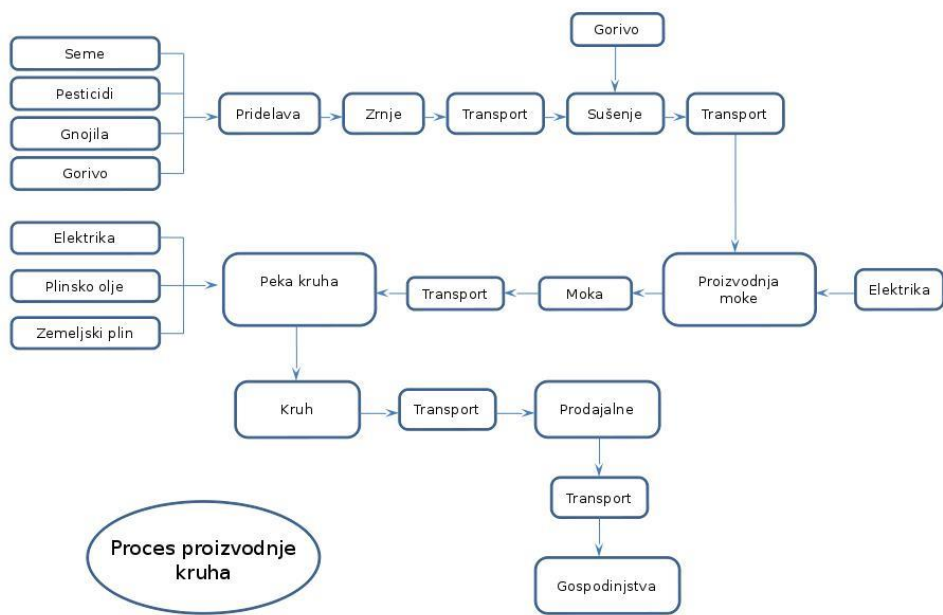 Gorivo
Seme
Pesticidi
Gnojila
Gorivo
Pridelava
Zrnje
Transport
Sušenje
Transport
Elektrika
Plinsko olje
Zemeljski plin
Peka kruha
Transport
Moka
Proizvodnja
moke
Elektrika
Kruh
Transport
Prodajalne
Transport
Gospodinjstva
Proces proizvodnje
kruha